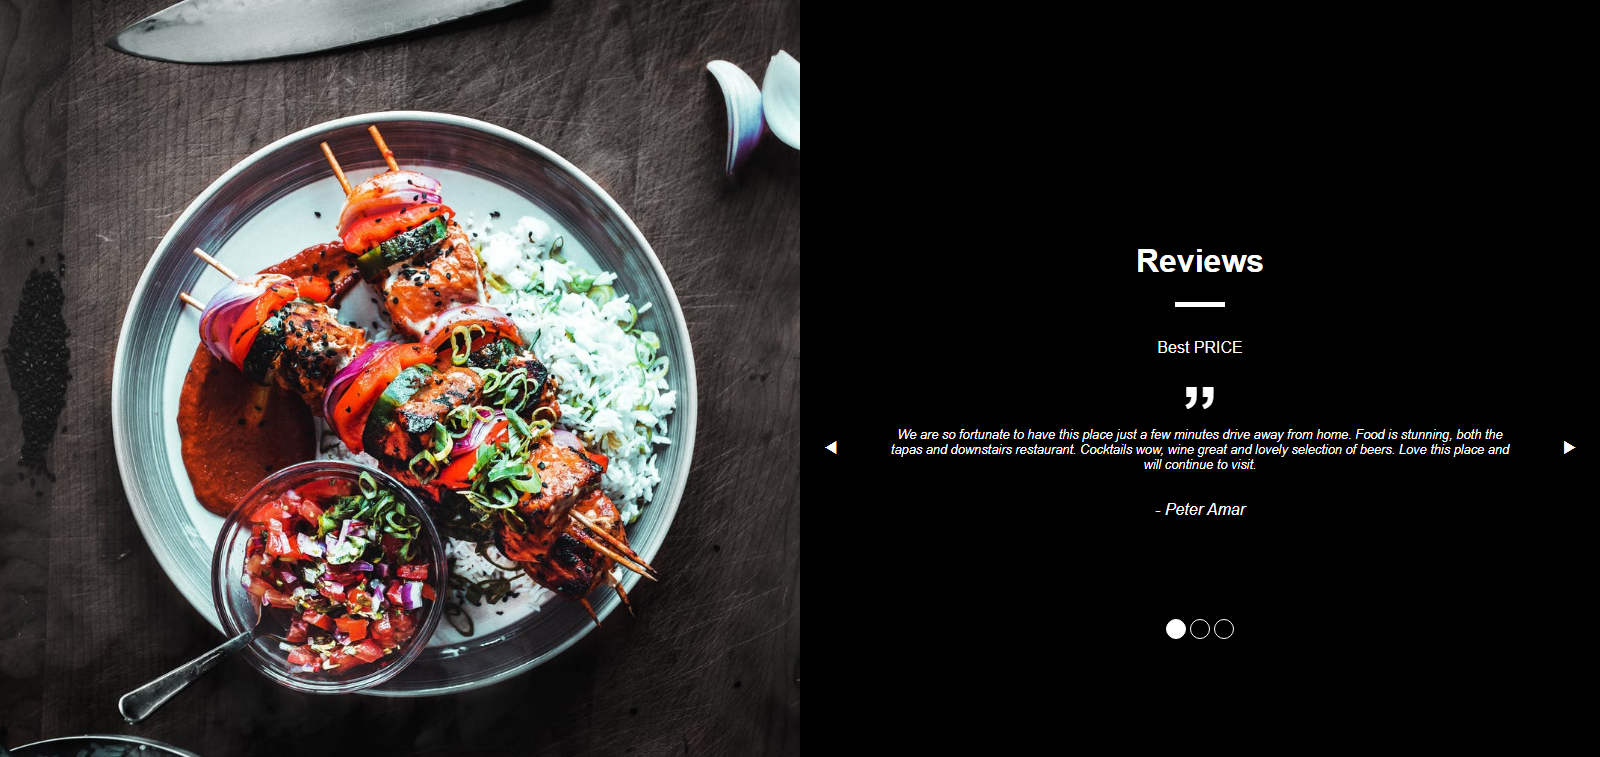 Reviews
Best PRICE
”
We are so fortunate to have this place just a few minutes drive away from home. Food is stunning, both the
tapas and downstairs restaurant. Cocktails wow, wine great and lovely selection of beers. Love this place and
will continue to visit.
- Peter Amar